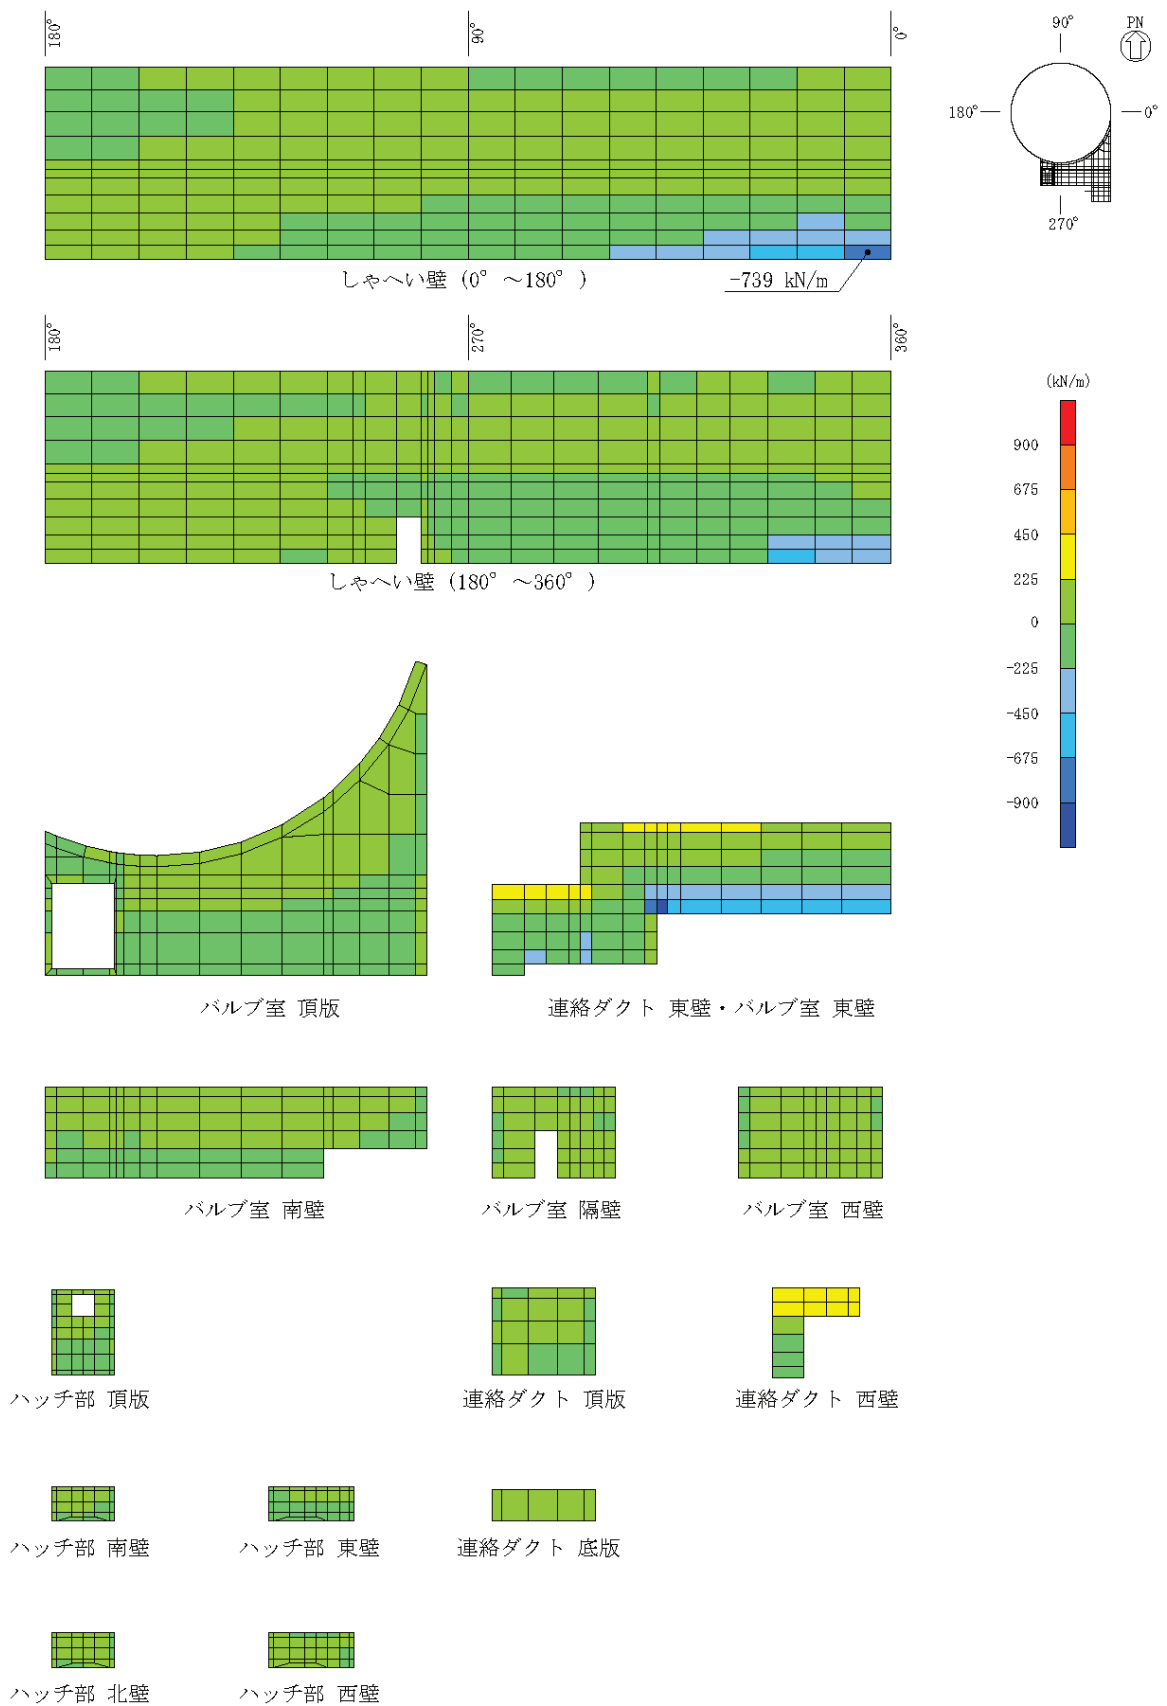 180°
90°
0°
90°
PN
180°
0°
270°
しゃへい壁 (0° ～180° )
-739 kN/m
180°
270°
360°
しゃへい壁 (180° ～360° )
(kN/m)
900
675
450
225
0
-225
-450
-675
-900
バルブ室 頂版
連絡ダクト 東壁・バルブ室 東壁
バルブ室 南壁
バルブ室 隔壁
バルブ室 西壁
ハッチ部 頂版
連絡ダクト 頂版
連絡ダクト 西壁
ハッチ部 南壁
ハッチ部 東壁
連絡ダクト 底版
ハッチ部 北壁
ハッチ部 西壁